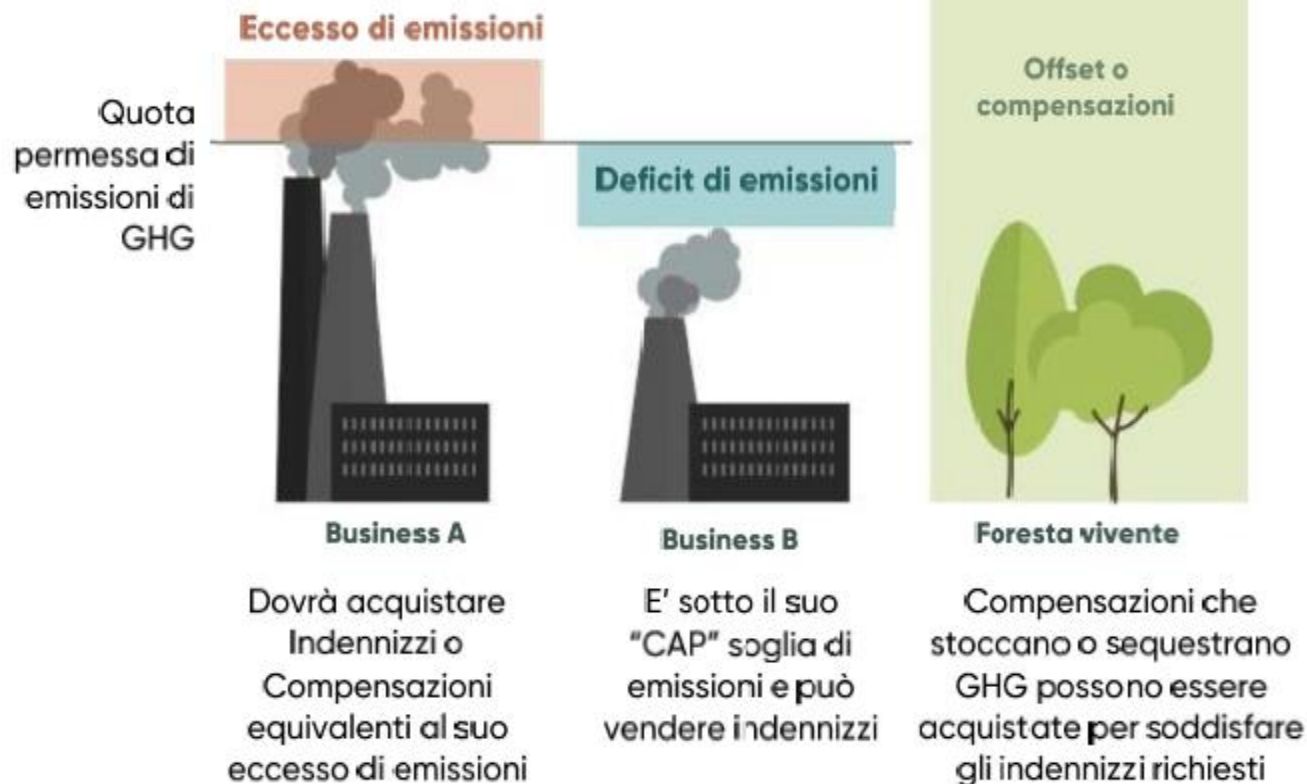 Eccesso di emissioni
Quota
permessa di
emissioni di
GHG
Deficit di emissioni
Offset o
compensazioni
Business A
Dovrà acquistare
Indennizzi o
Compensazioni
equivalenti al suo
eccesso di emissioni
Business B
E' sotto il suo
"CAP" soglia di
emissioni e può
vendere indennizzi
Foresta vivente
Compensazioni che
stoccano o sequestrano
GHG possono essere
acquistate per soddisfare
gli indennizzi richiesti